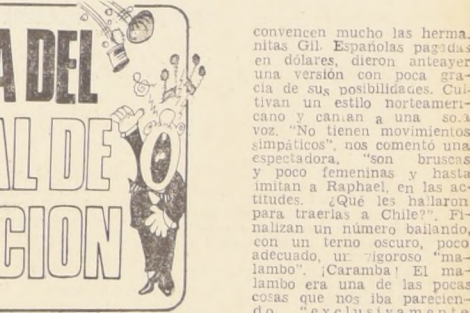 A DEL
AL DE
CION
convencen mucho las herma-
nitas Gil. Españolas pagadas
en dólares, dieron anteayer
una versión con poca gra-
cia de sus posibilidades. Cul-
tivan un estilo norteameri-
cano y cantan a una sola
voz. "No tienen movimientos
simpáticos", nos comentó una
espectadora, "son bruscas
y poco femeninas y hasta
imitan a Raphael, en las ac-
titudes. ¿Qué les hallaron
para traerlas a Chile?". Fi-
nalizan un número bailando,
con un terno oscuro, poco
adecuado, un vigoroso "ma-
lambo". ¡Caramba! El ma-
lambo era una de las pocas
cosas que nos iba parecien-
do "exclusivamente